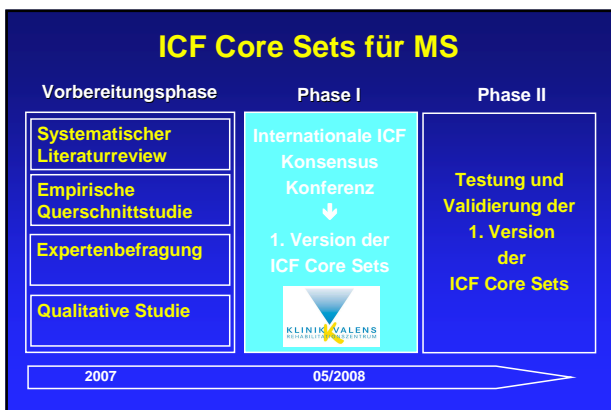 ICF Core Sets für MS
Vorbereitungsphase
Systematischer
Literaturreview
Empirische
Querschnittstudie
Expertenbefragung
Qualitative Studie
Phase I
Internationale ICF
Konsensus
Konferenz
1. Version der
ICF Core Sets
KLINIK VALENS
REHABILITATIONSZENTRUM
Phase II
Testung und
Validierung der
1. Version
der
ICF Core Sets
2007
05/2008